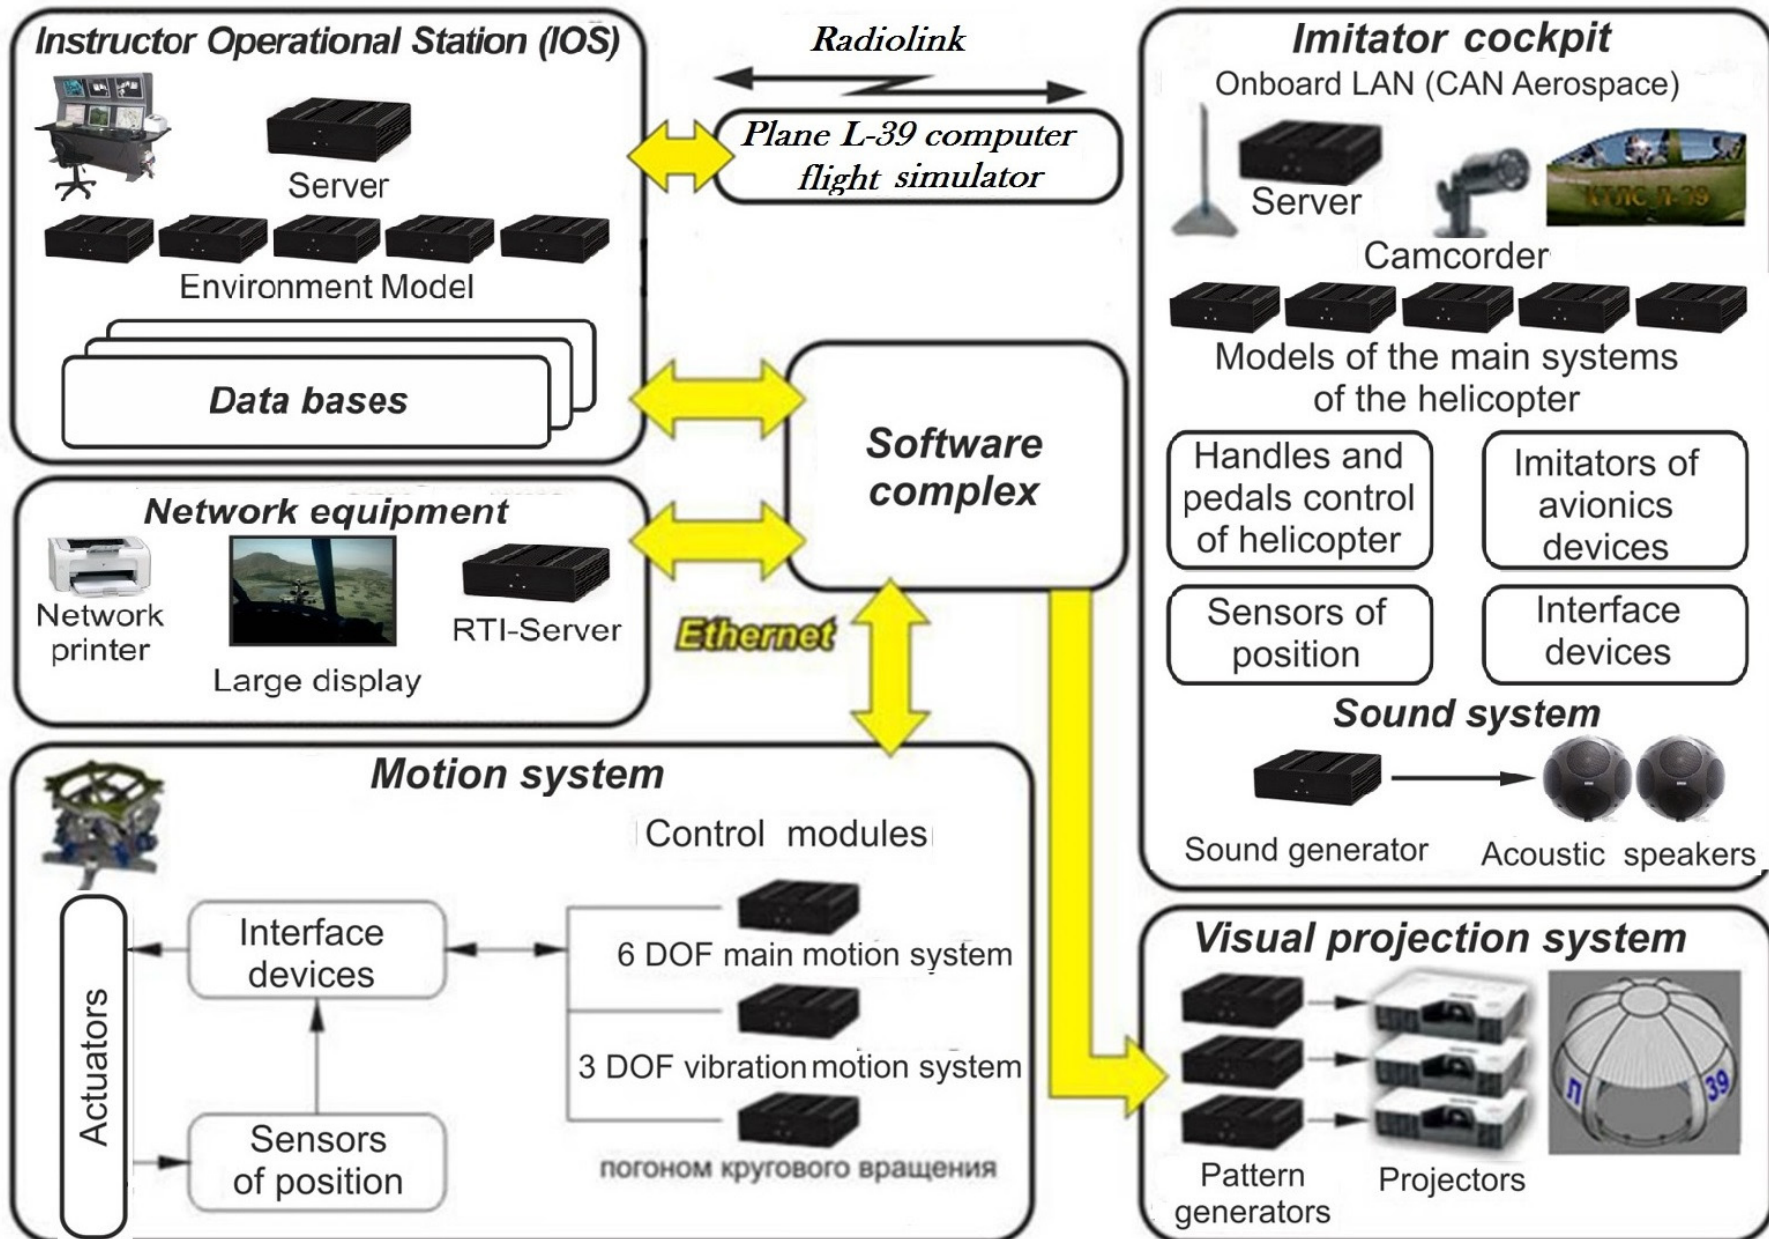 Instructor Operational Station (IOS)
Server
Environment Model
Data bases
Radiolink
Plane L-39 computer
flight simulator
Imitator cockpit
Onboard LAN (CAN Aerospace)
Server
КТЛС Л-39
Camcorder
Models of the main systems
of the helicopter
Handles and
pedals control
of helicopter
Imitators of
avionics
devices
Sensors of
position
Interface
devices
Sound system
Sound generator
Acoustic speakers
Software
complex
Network equipment
Network
printer
Large display
RTI-Server
Ethernet
Motion system
Control modules
Actuators
Interface
devices
Sensors
of position
6 DOF main motion system
3 DOF vibration motion system
погоном кругового вращения
Visual projection system
Л
39
Pattern
generators
Projectors